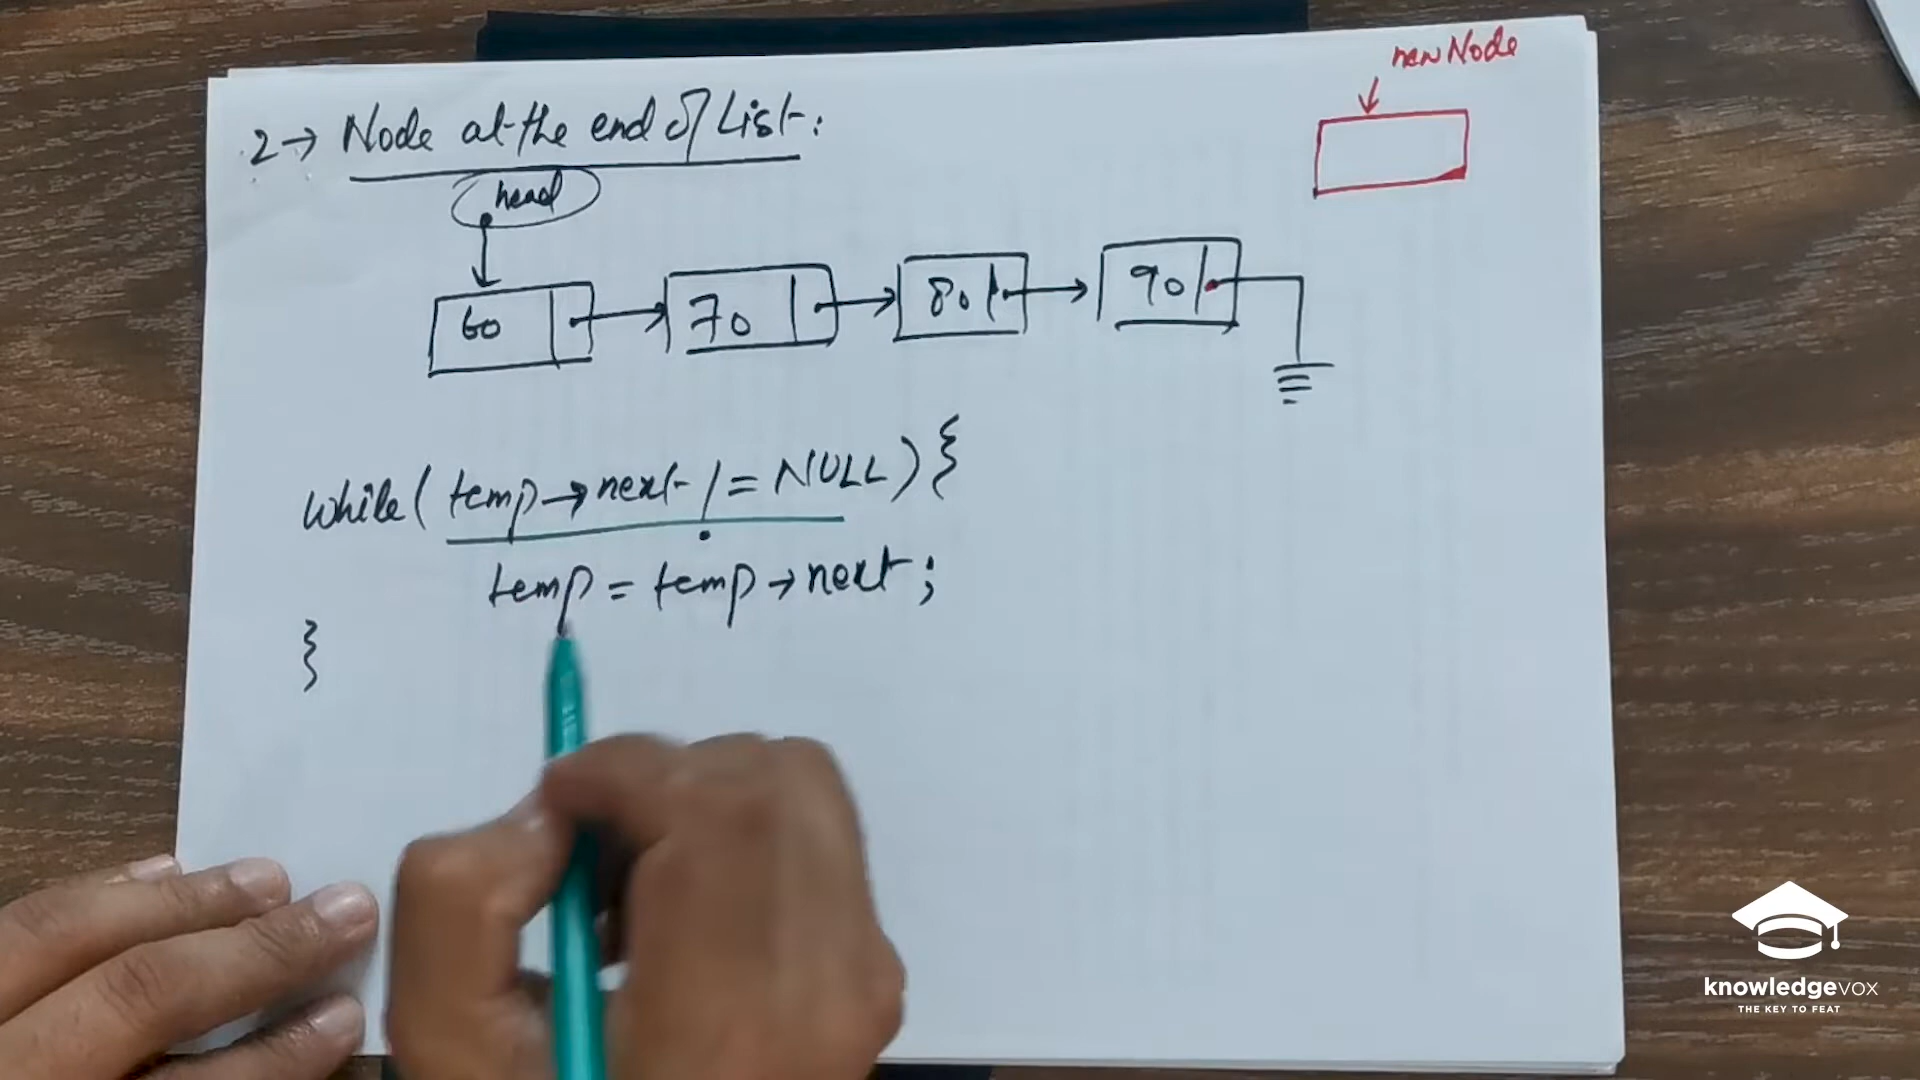 newNode
2→ Node at the end of List:
head
60 70 80 90
while( temp→next != NULL) {
temp = temp→next;
}
knowledgevox
THE KEY TO FEAT